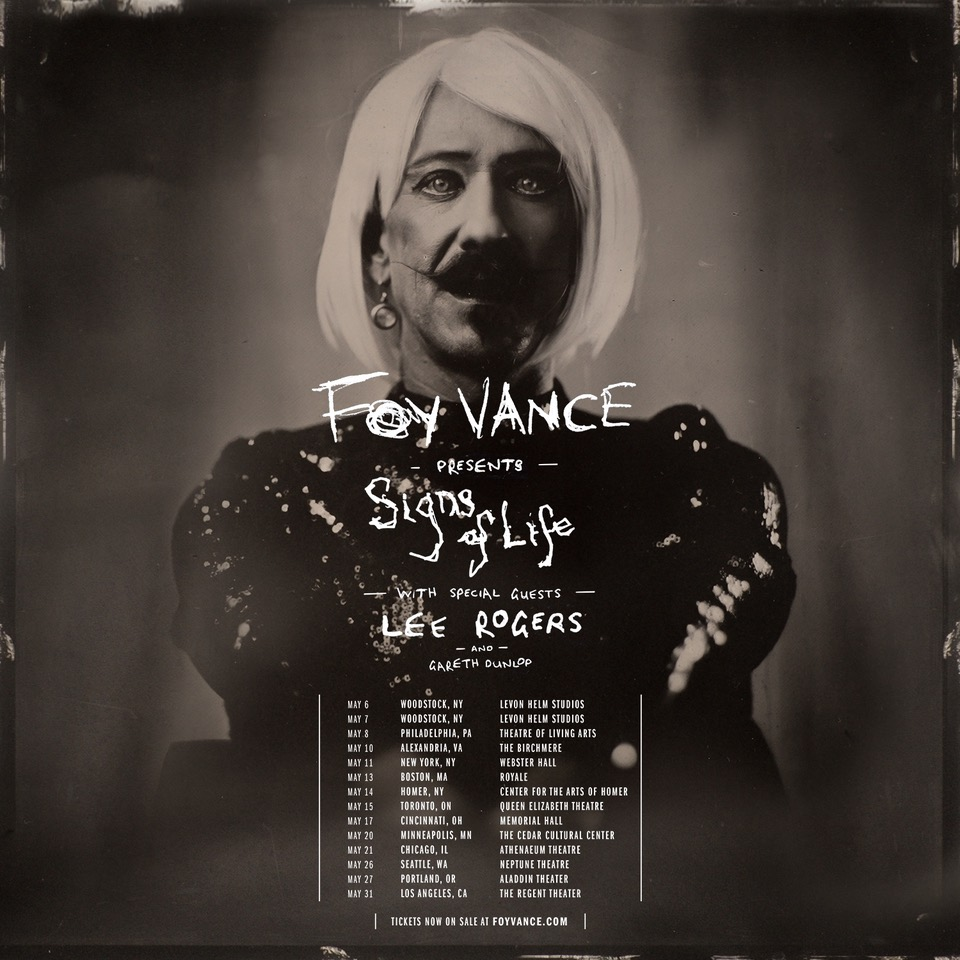 FOY VANCE
— PRESENTS —
Signs
of Life
— WITH SPECIAL GUESTS —
LEE ROGERS
— AND —
GARETH DUNLOP
MAY 6 WOODSTOCK, NY LEVON HELM STUDIOS
MAY 7 WOODSTOCK, NY LEVON HELM STUDIOS
MAY 8 PHILADELPHIA, PA THEATRE OF LIVING ARTS
MAY 10 ALEXANDRIA, VA THE BIRCHMERE
MAY 11 NEW YORK, NY WEBSTER HALL
MAY 13 BOSTON, MA ROYALE
MAY 14 HOMER, NY CENTER FOR THE ARTS OF HOMER
MAY 15 TORONTO, ON QUEEN ELIZABETH THEATRE
MAY 17 CINCINNATI, OH MEMORIAL HALL
MAY 20 MINNEAPOLIS, MN THE CEDAR CULTURAL CENTER
MAY 21 CHICAGO, IL ATHENAEUM THEATRE
MAY 26 SEATTLE, WA NEPTUNE THEATRE
MAY 27 PORTLAND, OR ALADDIN THEATER
MAY 31 LOS ANGELES, CA THE REGENT THEATER
TICKETS NOW ON SALE AT FOYVANCE.COM